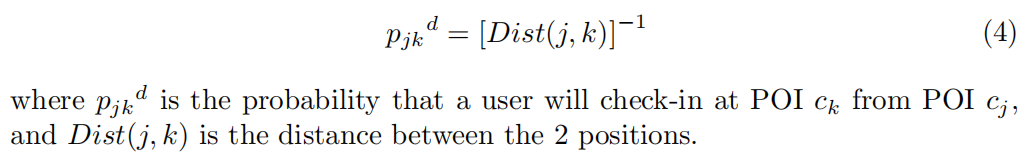 p_{jk}^{d} = [Dist(j, k)]^{-1} (4)
where p_{jk}^{d} is the probability that a user will check-in at POI c_k from POI c_j,
and Dist(j, k) is the distance between the 2 positions.